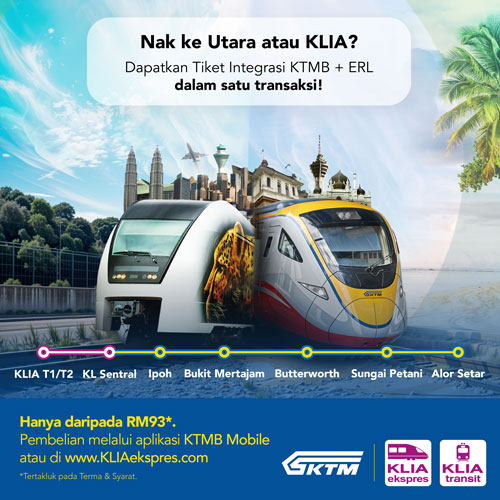 Nak ke Utara atau KLIA?
Dapatkan Tiket Integrasi KTMB + ERL
dalam satu transaksi!
KTM
KLIA T1/T2 KL Sentral Ipoh Bukit Mertajam Butterworth Sungai Petani Alor Setar
Hanya daripada RM93*.
Pembelian melalui aplikasi KTMB Mobile
atau di www.KLIAekspres.com
*Tertakluk pada Terma & Syarat.
KTM
KLIA
ekspres
KLIA
transit